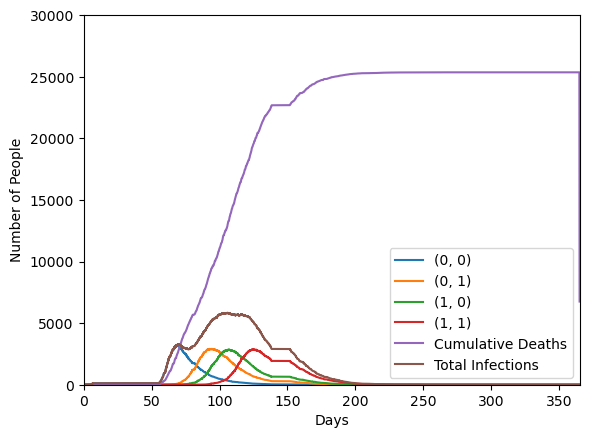 30000
25000
20000
15000
10000
5000
0
Number of People
0 50 100 150 200 250 300 350
Days
(0, 0)
(0, 1)
(1, 0)
(1, 1)
Cumulative Deaths
Total Infections